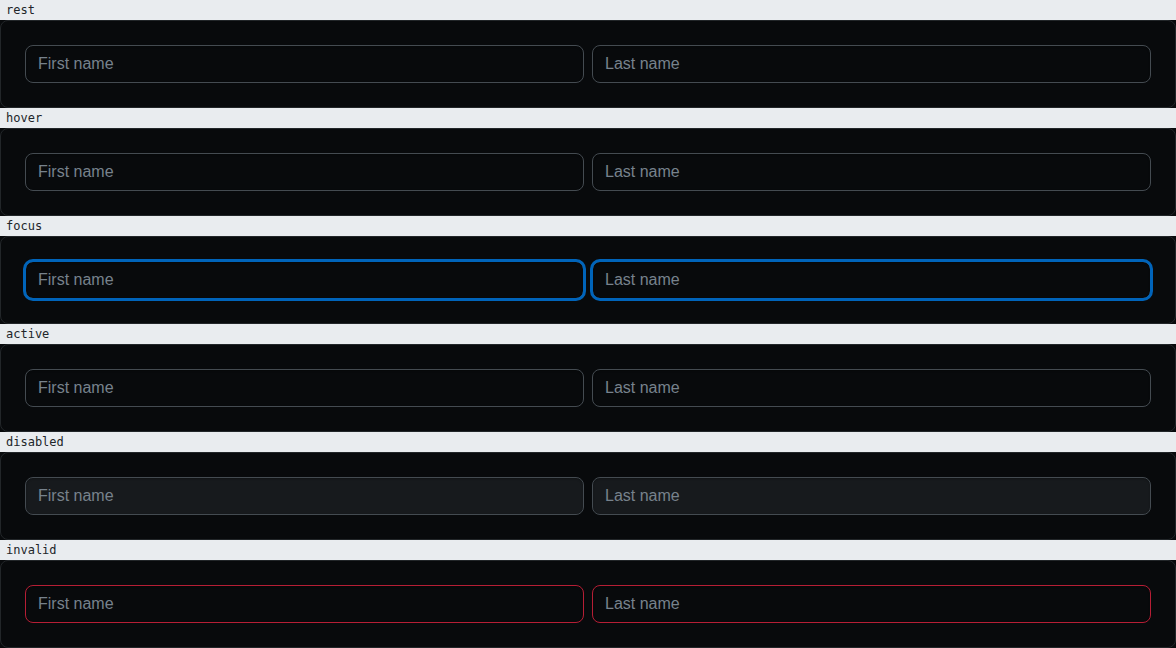 rest
First name Last name
hover
First name Last name
focus
First name Last name
active
First name Last name
disabled
First name Last name
invalid
First name Last name